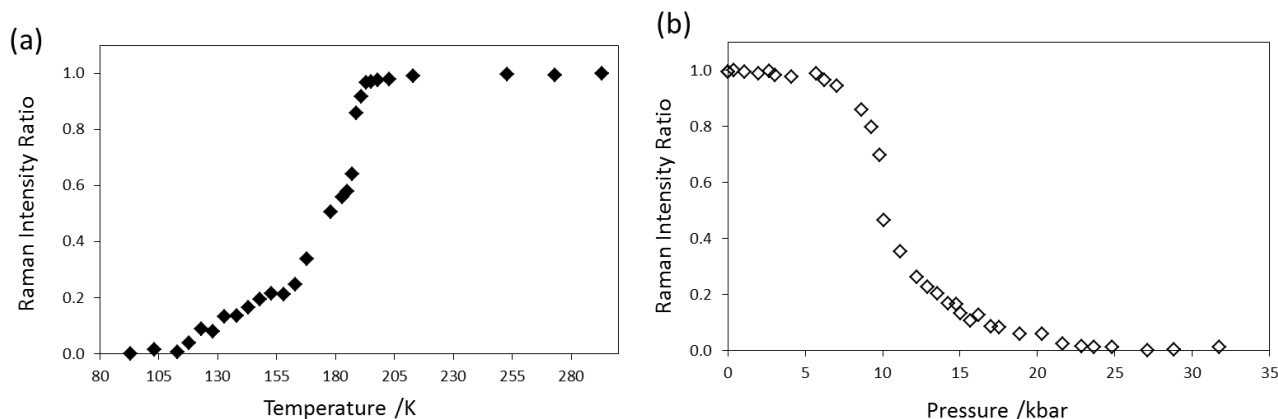 (a)
Raman Intensity Ratio
1.0
0.8
0.6
0.4
0.2
0.0
80 105 130 155 180 205 230 255 280
Temperature /K
(b)
Raman Intensity Ratio
1.0
0.8
0.6
0.4
0.2
0.0
0 5 10 15 20 25 30 35
Pressure /kbar